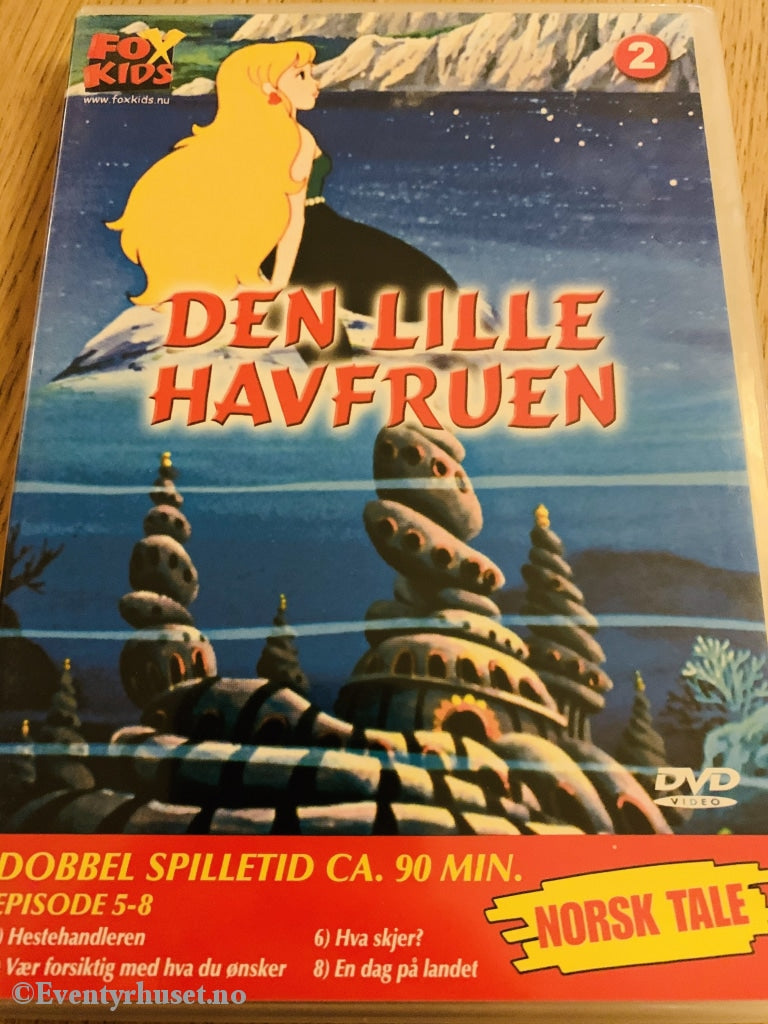 FOX
KIDS
www.foxkids.nu
2
DEN LILLE
HAVFRUEN
DVD
VIDEO
DOBBEL SPILLETID CA. 90 MIN.
EPISODE 5-8
) Hestehandleren
6) Hva skjer?
Vær forsiktig med hva du ønsker
8) En dag på landet
NORSK TALE
©Eventyrhuset.no